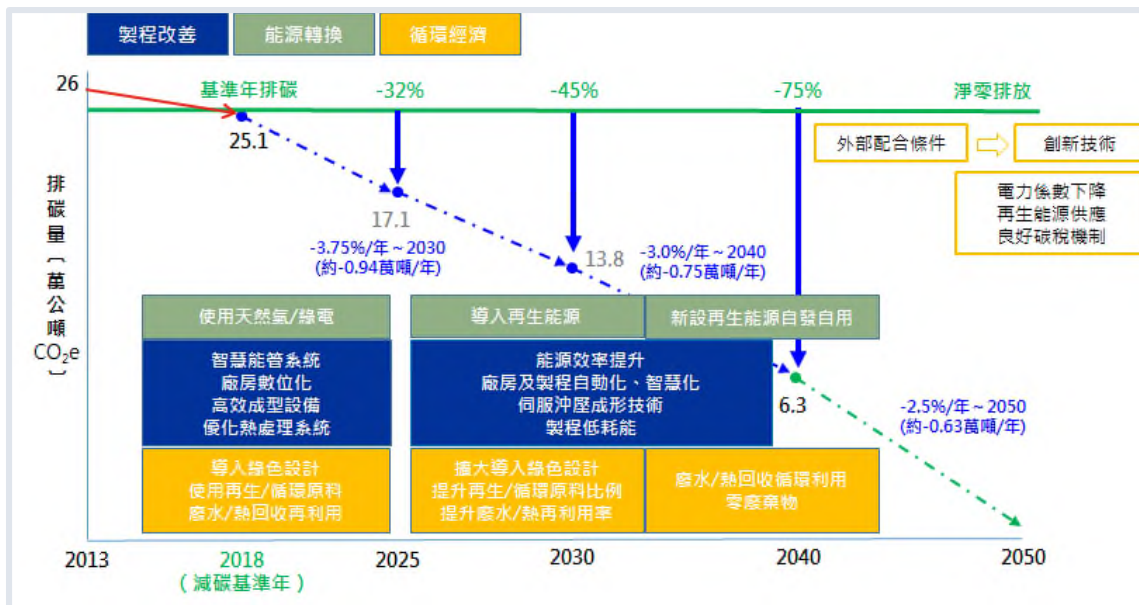 製程改善
能源轉換
循環經濟
26
基準年排碳
-32%
-45%
-75%
淨零排放
25.1
外部配合條件
創新技術
電力係數下降
再生能源供應
良好碳稅機制
排碳量〔萬公噸CO₂e〕
17.1
-3.75%/年～2030
(約-0.94萬噸/年)
13.8
-3.0%/年～2040
(約-0.75萬噸/年)
使用天然氣/綠電
導入再生能源
新設再生能源自發自用
智慧能管系統
廠房數位化
高效成型設備
優化熱處理系統
能源效率提升
廠房及製程自動化、智慧化
伺服沖壓成形技術
製程低耗能
6.3
-2.5%/年～2050
(約-0.63萬噸/年)
導入綠色設計
使用再生/循環原料
廢水/熱回收再利用
擴大導入綠色設計
提升再生/循環原料比例
提升廢水/熱再利用率
廢水/熱回收循環利用
零廢棄物
2013
2018
(減碳基準年)
2025
2030
2040
2050